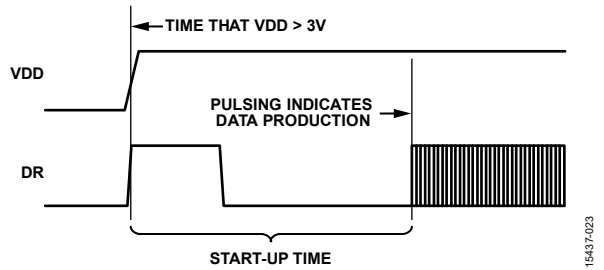 TIME THAT VDD > 3V
VDD
PULSING INDICATES
DATA PRODUCTION
DR
START-UP TIME
15437-023